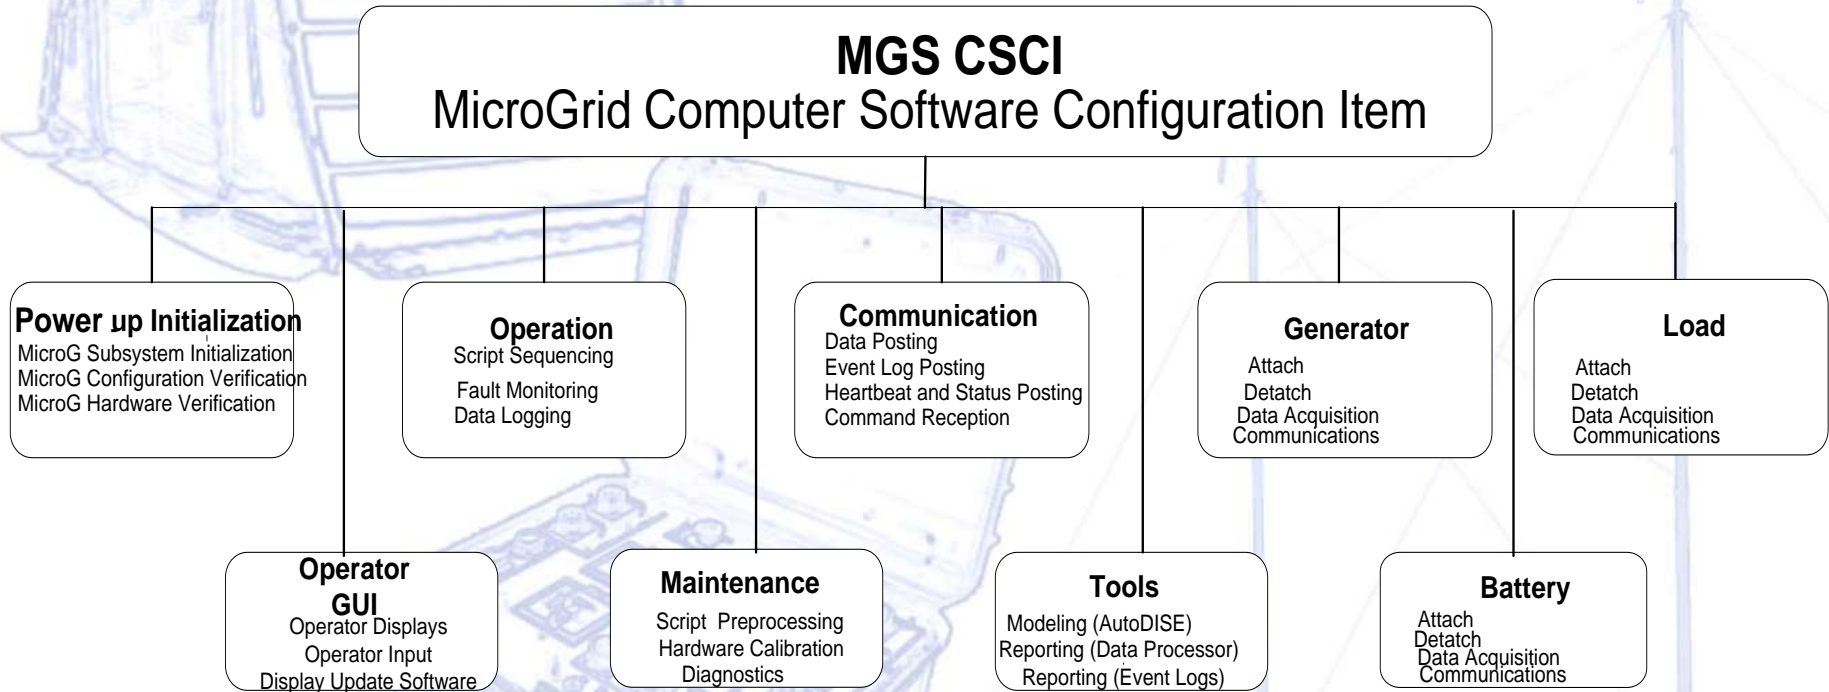 MGS CSCI
MicroGrid Computer Software Configuration Item
Power up Initialization
MicroG Subsystem Initialization
MicroG Configuration Verification
MicroG Hardware Verification
Operation
Script Sequencing
Fault Monitoring
Data Logging
Communication
Data Posting
Event Log Posting
Heartbeat and Status Posting
Command Reception
Generator
Attach
Detatch
Data Acquisition
Communications
Load
Attach
Detatch
Data Acquisition
Communications
Operator
GUI
Operator Displays
Operator Input
Display Update Software
Maintenance
Script Preprocessing
Hardware Calibration
Diagnostics
Tools
Modeling (AutoDISE)
Reporting (Data Processor)
Reporting (Event Logs)
Battery
Attach
Detatch
Data Acquisition
Communications